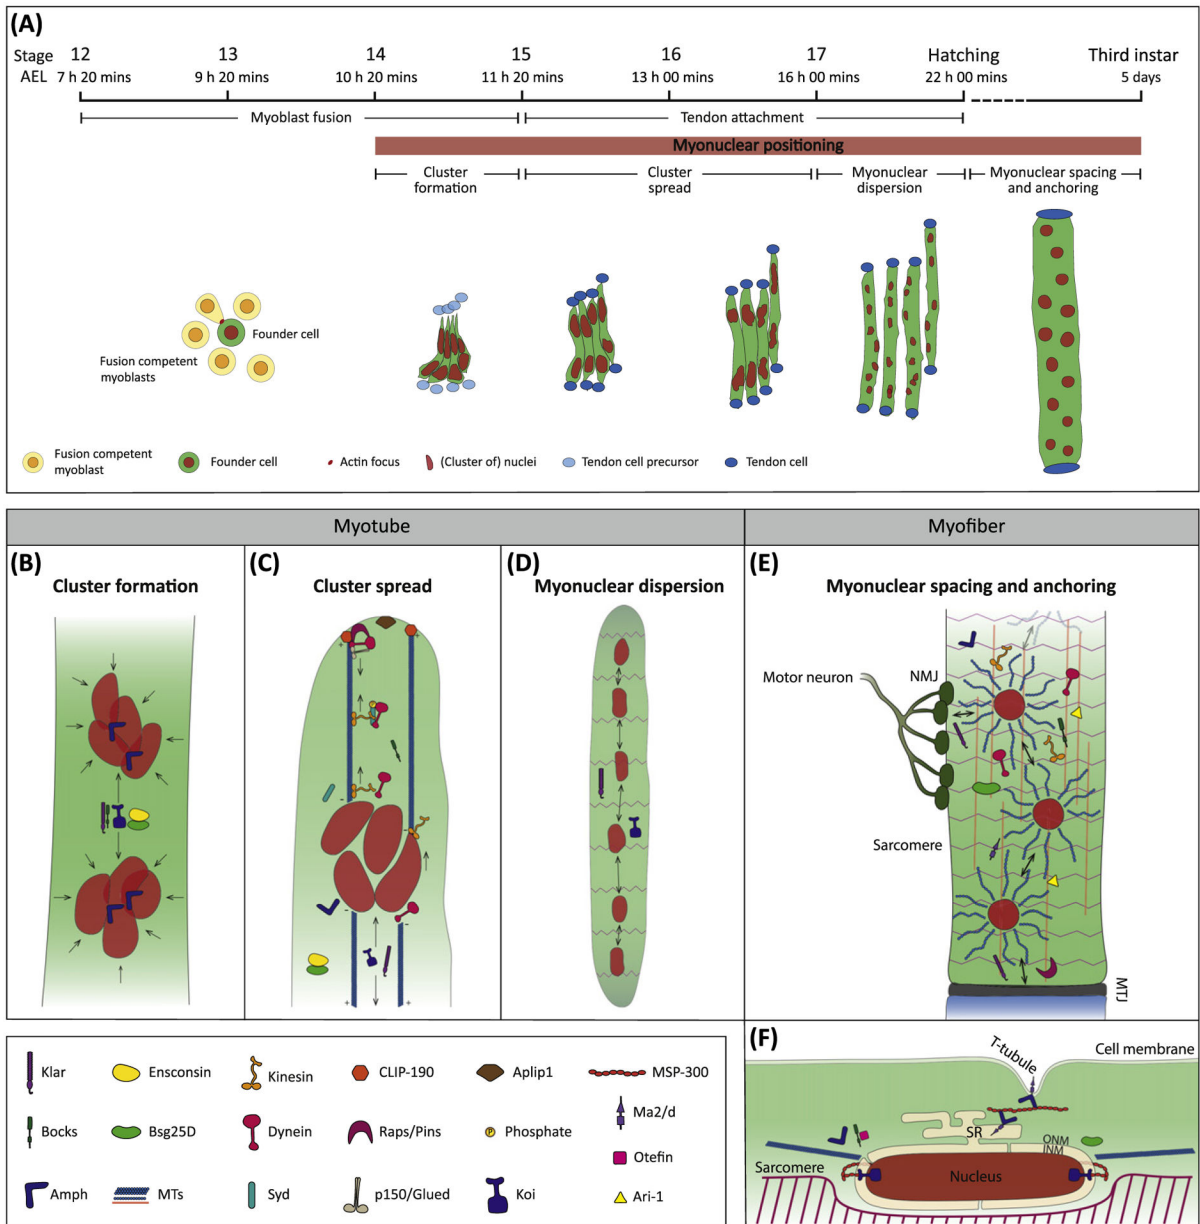 (A)
Stage 12 13 14 15 16 17 Hatching Third instar
AEL 7 h 20 mins 9 h 20 mins 10 h 20 mins 11 h 20 mins 13 h 00 mins 16 h 00 mins 22 h 00 mins 5 days
Myoblast fusion Tendon attachment
Myonuclear positioning
Cluster
formation
Cluster
spread
Myonuclear
dispersion
Myonuclear spacing
and anchoring
Founder cell
Fusion competent
myoblasts
Fusion competent
myoblast
Founder cell
Actin focus
(Cluster of) nuclei
Tendon cell precursor
Tendon cell
Myotube
Myofiber
(B)
Cluster formation
(C)
Cluster spread
+ +
- -
- -
+ +
P
(D)
Myonuclear dispersion
(E)
Myonuclear spacing and anchoring
Motor neuron
NMJ
Sarcomere
MTJ
Klar Ensconsin Kinesin CLIP-190 Aplip1 MSP-300
Ma2/d
Bocks Bsg25D Dynein Raps/Pins P Phosphate
Otefin
Amph MTs Syd p150/Glued Koi Ari-1
(F)
T-tubule
Cell membrane
SR
ONM
INM
Sarcomere
Nucleus